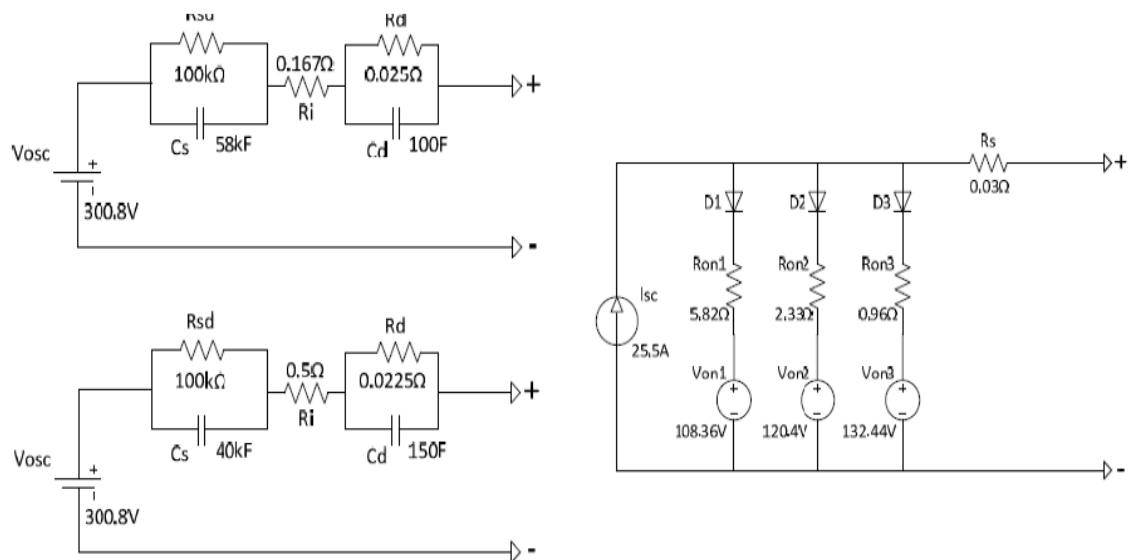 Rsd
100kΩ
Cs 58kF
0.167Ω
Ri
Rd
0.025Ω
Cd 100F
+
Vosc
+
300.8V
-
Rsd
100kΩ
Cs 40kF
0.5Ω
Ri
Rd
0.0225Ω
Cd 150F
+
Vosc
+
300.8V
-
Rs
0.03Ω
+
D1 D2 D3
Ron1 Ron2 Ron3
5.82Ω 2.33Ω 0.96Ω
Isc
25.5A
Von1 Von2 Von3
+ + +
- - -
108.36V 120.4V 132.44V
-